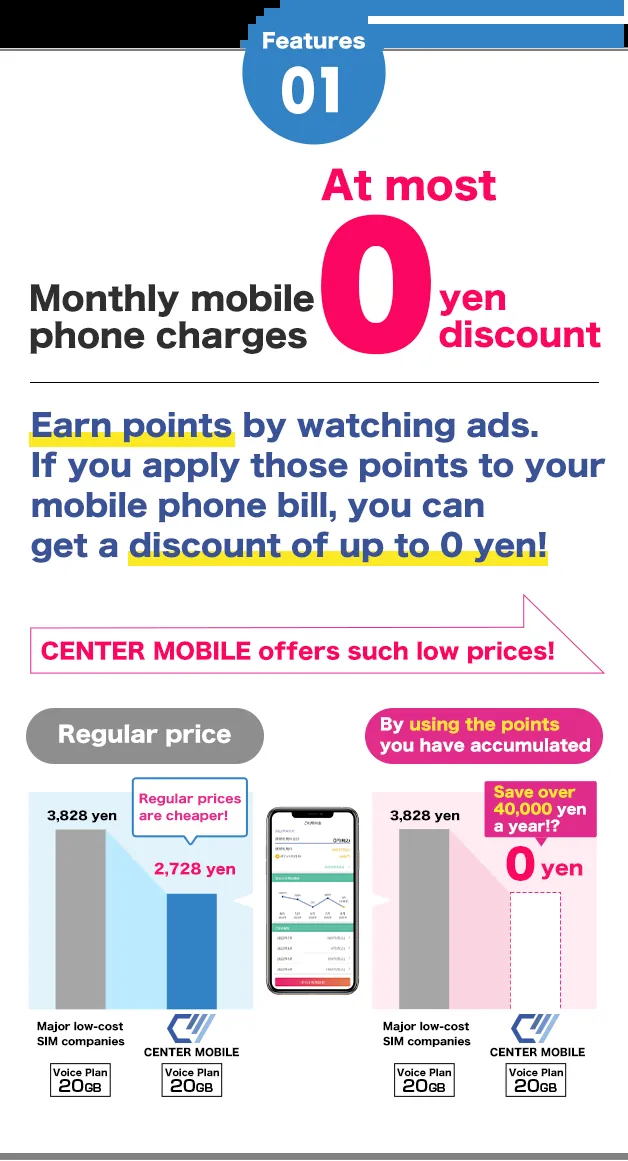 Features
01
At most
Monthly mobile
phone charges
0
yen
discount
Earn points by watching ads.
If you apply those points to your
mobile phone bill, you can
get a discount of up to 0 yen!
CENTER MOBILE offers such low prices!
Regular price
3,828 yen
Regular prices
are cheaper!
2,728 yen
Major low-cost
SIM companies
CENTER MOBILE
Voice Plan
20GB
Voice Plan
20GB
By using the points
you have accumulated
3,828 yen
Save over
40,000 yen
a year!?
0 yen
Major low-cost
SIM companies
CENTER MOBILE
Voice Plan
20GB
Voice Plan
20GB